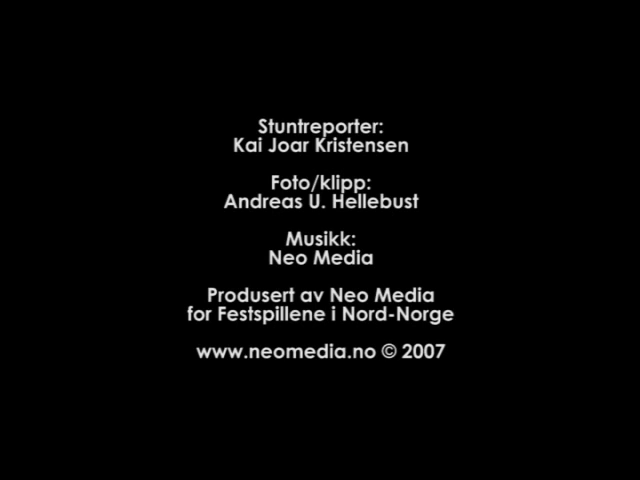 Stuntreporter:
Kai Joar Kristensen
Foto/klipp:
Andreas U. Hellebust
Musikk:
Neo Media
Produsert av Neo Media
for Festspillene i Nord-Norge
www.neomedia.no © 2007